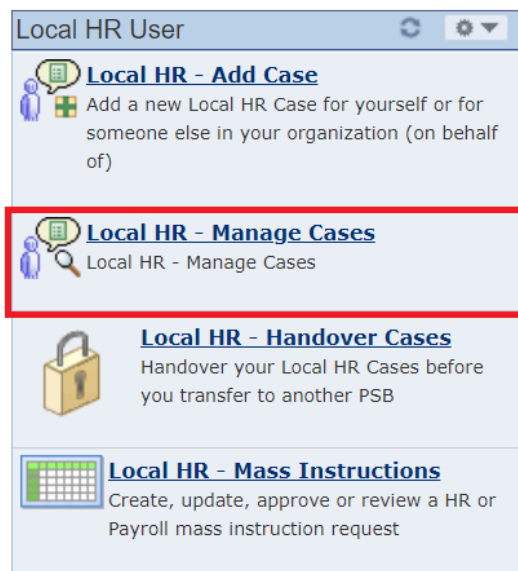 Local HR User
Local HR - Add Case
Add a new Local HR Case for yourself or for
someone else in your organization (on behalf
of)
Local HR - Manage Cases
Local HR - Manage Cases
Local HR - Handover Cases
Handover your Local HR Cases before
you transfer to another PSB
Local HR - Mass Instructions
Create, update, approve or review a HR or
Payroll mass instruction request